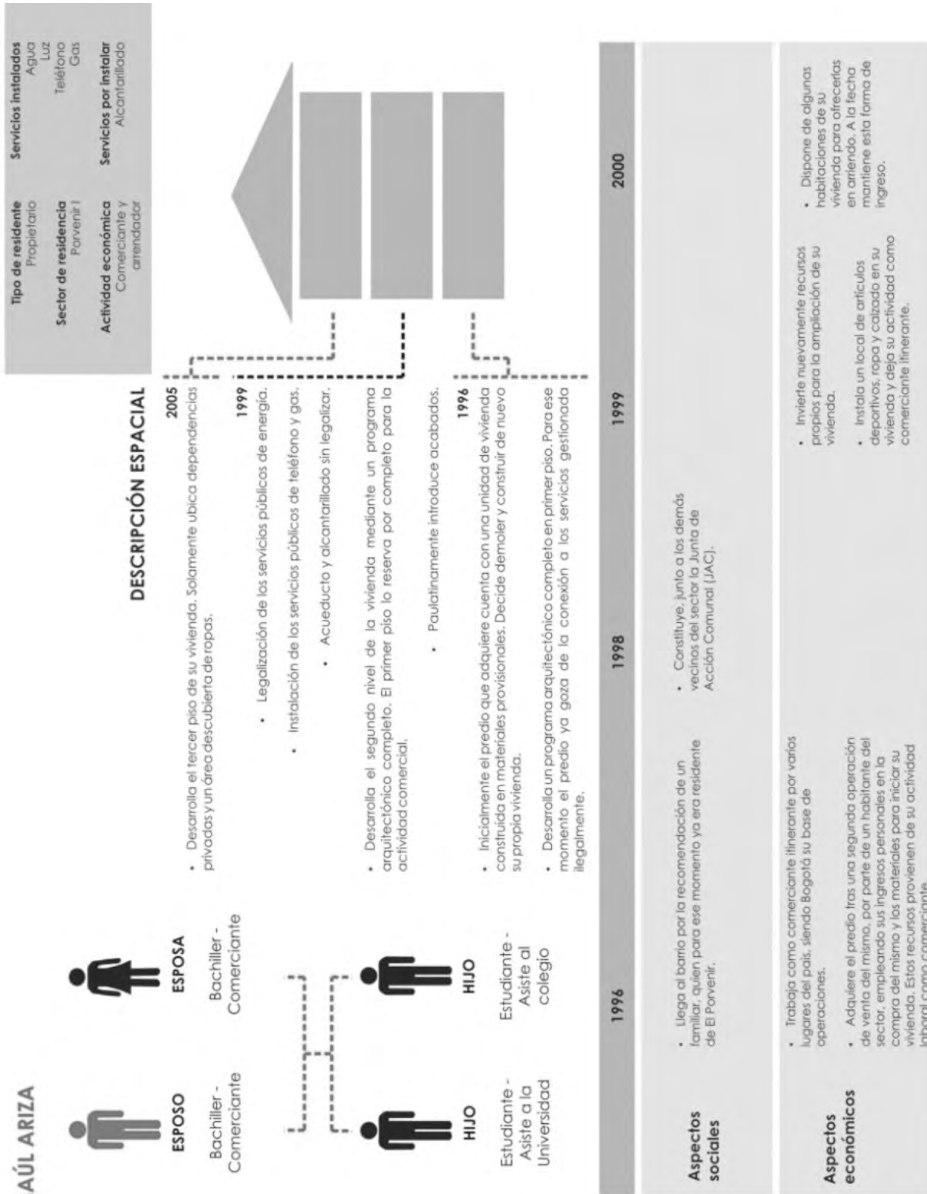 AÚL ARIZA
ESPOSO
Bachiller -
Comerciante
ESPOSA
Bachiller -
Comerciante
HIJO
Estudiante -
Asiste a la
Universidad
HIJO
Estudiante -
Asiste al
colegio
DESCRIPCIÓN ESPACIAL
2005
• Desarrolla el tercer piso de su vivienda. Solamente ubica dependencias
privadas y un área descubierta de ropas.
1999
• Legalización de los servicios públicos de energía.
• Instalación de los servicios públicos de teléfono y gas.
• Acueducto y alcantarillado sin legalizar.
• Desarrolla el segundo nivel de la vivienda mediante un programa
arquitectónico completo. El primer piso lo reserva por completo para la
actividad comercial.
• Paulatinamente introduce acabados.
1996
• Inicialmente el predio que adquiere cuenta con una unidad de vivienda
construida en materiales provisionales. Decide demoler y construir de nuevo
su propia vivienda.
• Desarrolla un programa arquitectónico completo en primer piso. Para ese
momento el predio ya goza de la conexión a los servicios gestionada
ilegalmente.
Tipo de residente
Propietario
Sector de residencia
Porvenir I
Actividad económica
Comerciante y
arrendador
Servicios instalados
Agua
Luz
Teléfono
Gas
Servicios por instalar
Alcantarillado
1996
1998
1999
2000
Aspectos
sociales
• Llega al barrio por la recomendación de un
familiar, quien para ese momento ya era residente
de El Porvenir.
• Constituye, junto a los demás
vecinos del sector la Junta de
Acción Comunal (JAC).
Aspectos
económicos
• Trabaja como comerciante itinerante por varios
lugares del país, siendo Bogotá su base de
operaciones.
• Adquiere el predio tras una segunda operación
de venta del mismo, por parte de un habitante del
sector, empleando sus ingresos personales en la
compra del mismo y los materiales para iniciar su
vivienda. Estos recursos provienen de su actividad
laboral como comerciante.
• Invierte nuevamente recursos
propios para la ampliación de su
vivienda.
• Instala un local de artículos
deportivos, ropa y calzado en su
vivienda y deja su actividad como
comerciante itinerante.
• Dispone de algunas
habitaciones de su
vivienda para ofrecerlas
en arriendo. A la fecha
mantiene esta forma de
ingreso.